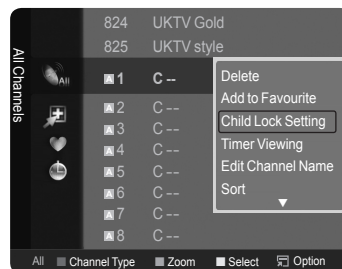 824 UKTV Gold
825 UKTV style
All Channels
All
A 1 C --
A 2 C --
A 3 C --
A 4 C --
A 5 C --
A 6 C --
A 7 C --
A 8 C --
Delete
Add to Favourite
Child Lock Setting
Timer Viewing
Edit Channel Name
Sort
All Channel Type Zoom Select Option